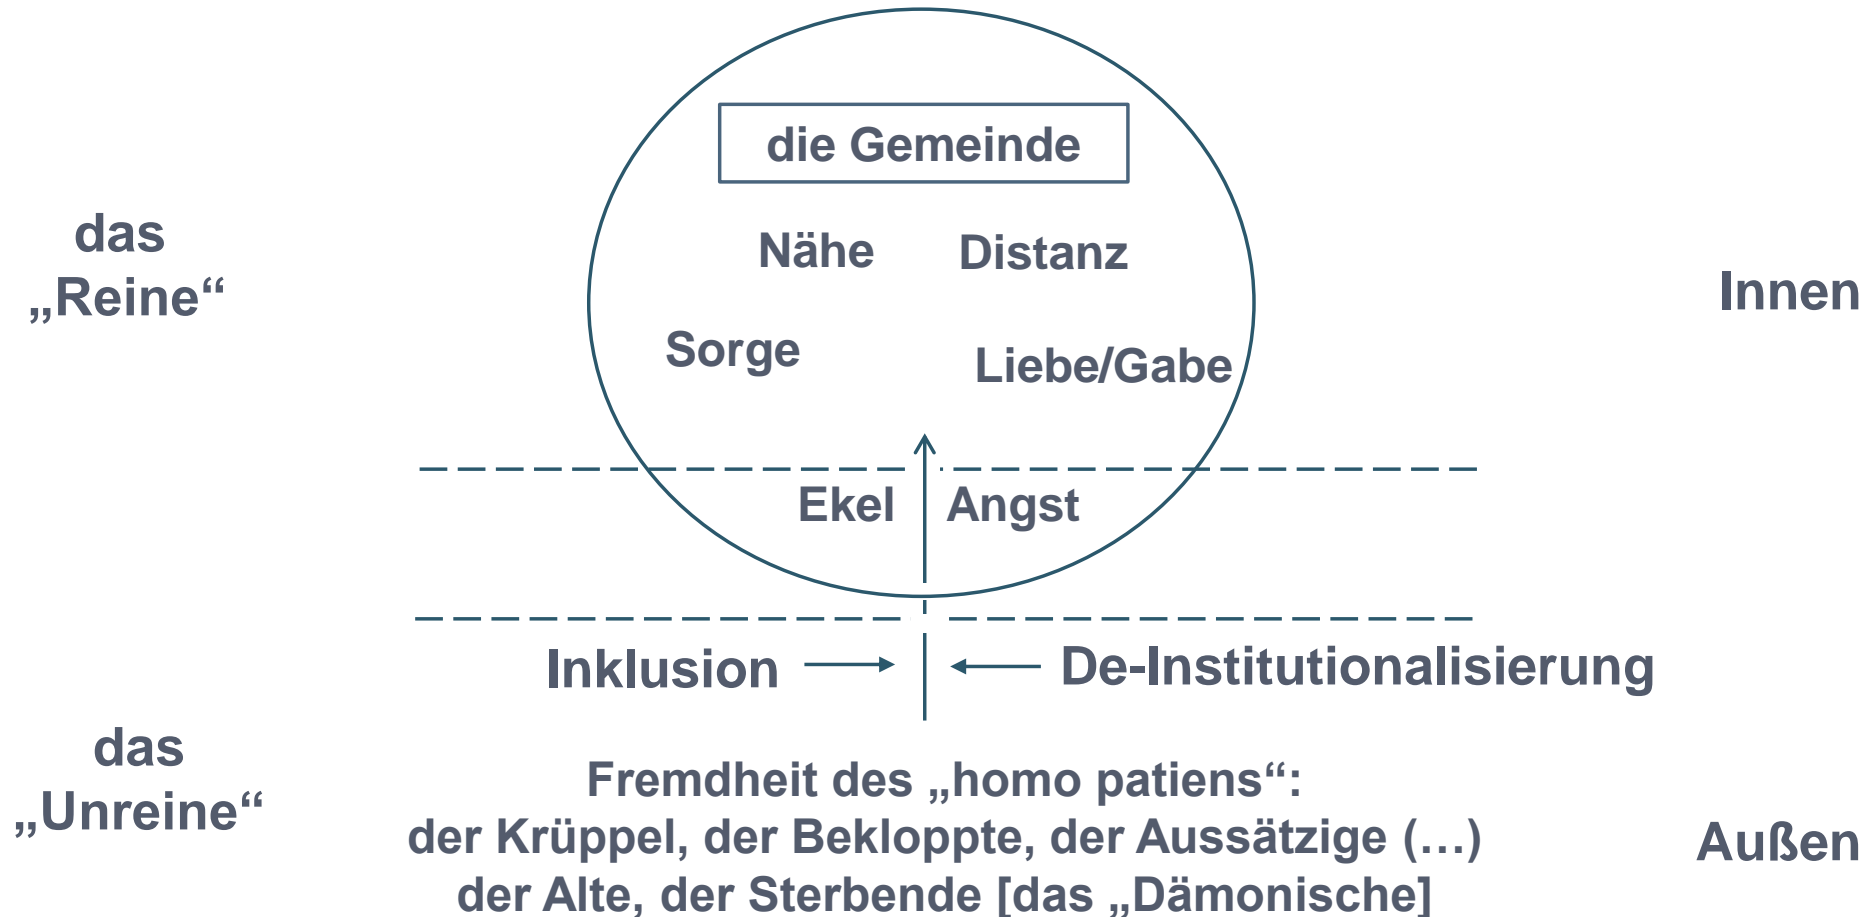 die Gemeinde
das
„Reine“
Nähe Distanz
Innen
Sorge Liebe/Gabe
Ekel Angst
Inklusion De-Institutionalisierung
das
„Unreine“
Fremdheit des „homo patiens“:
der Krüppel, der Bekloppte, der Aussätzige (…)
der Alte, der Sterbende [das „Dämonische]
Außen